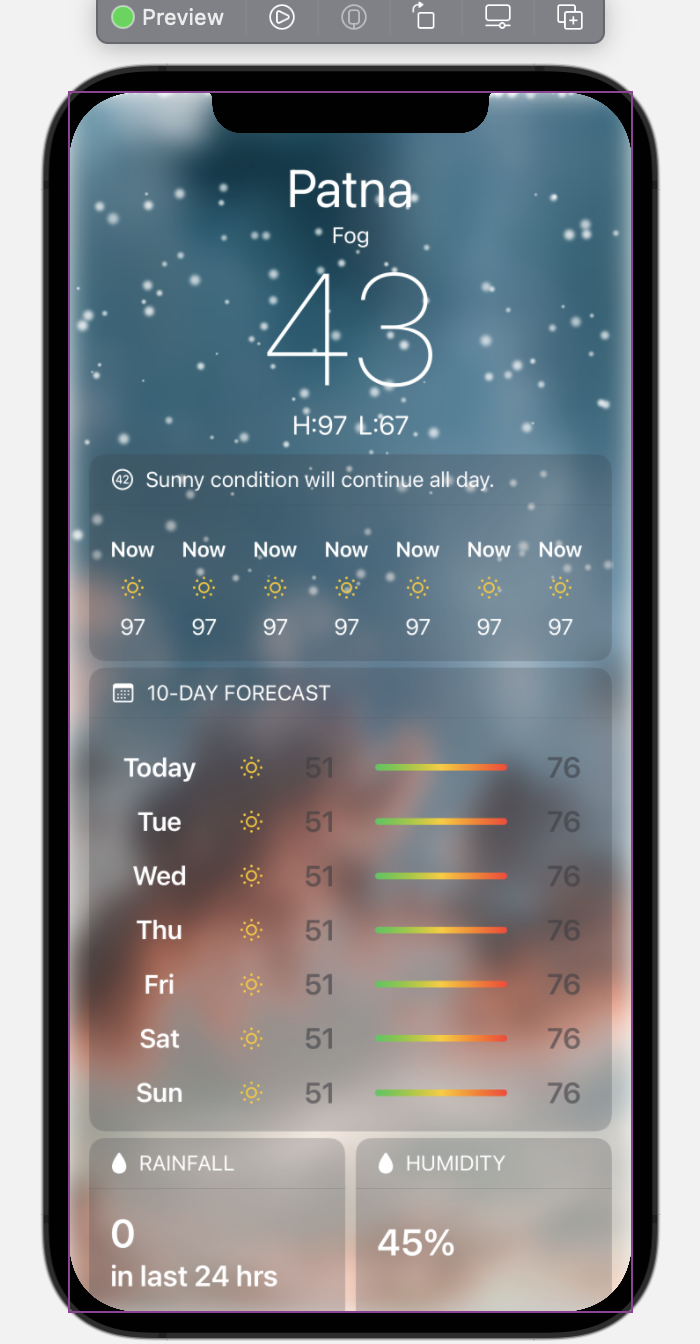 Preview
Patna
Fog
43
H:97 L:67
42 Sunny condition will continue all day.
Now Now Now Now Now Now Now
97 97 97 97 97 97 97
10-DAY FORECAST
Today 51 76
Tue 51 76
Wed 51 76
Thu 51 76
Fri 51 76
Sat 51 76
Sun 51 76
RAINFALL HUMIDITY
0 45%
in last 24 hrs